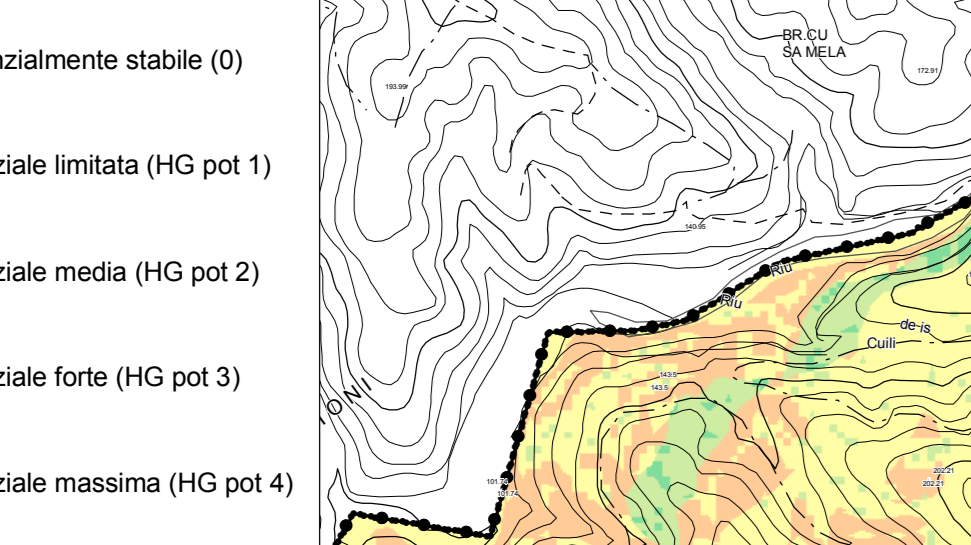 nzialmente stabile (0)
ziale limitata (HG pot 1)
ziale media (HG pot 2)
ziale forte (HG pot 3)
ziale massima (HG pot 4)
BR.CU
SA MELA
172.91
193.99
140.95
Riu
Riu
de is
Cuili
143.5
143.5
IONII
202.21
202.21
101.74
101.74